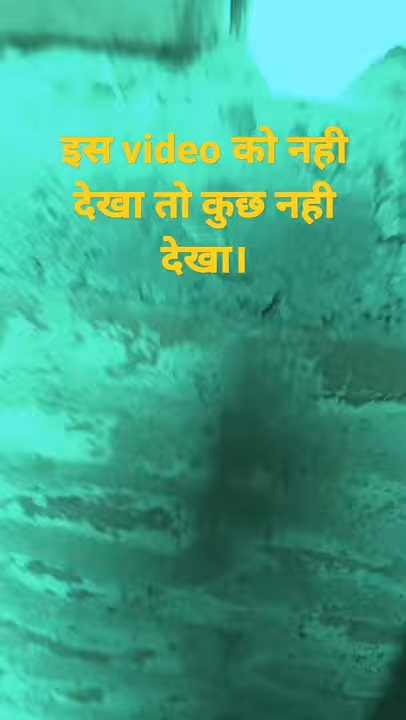 इस video को नही
देखा तो कुछ नही
देखा।